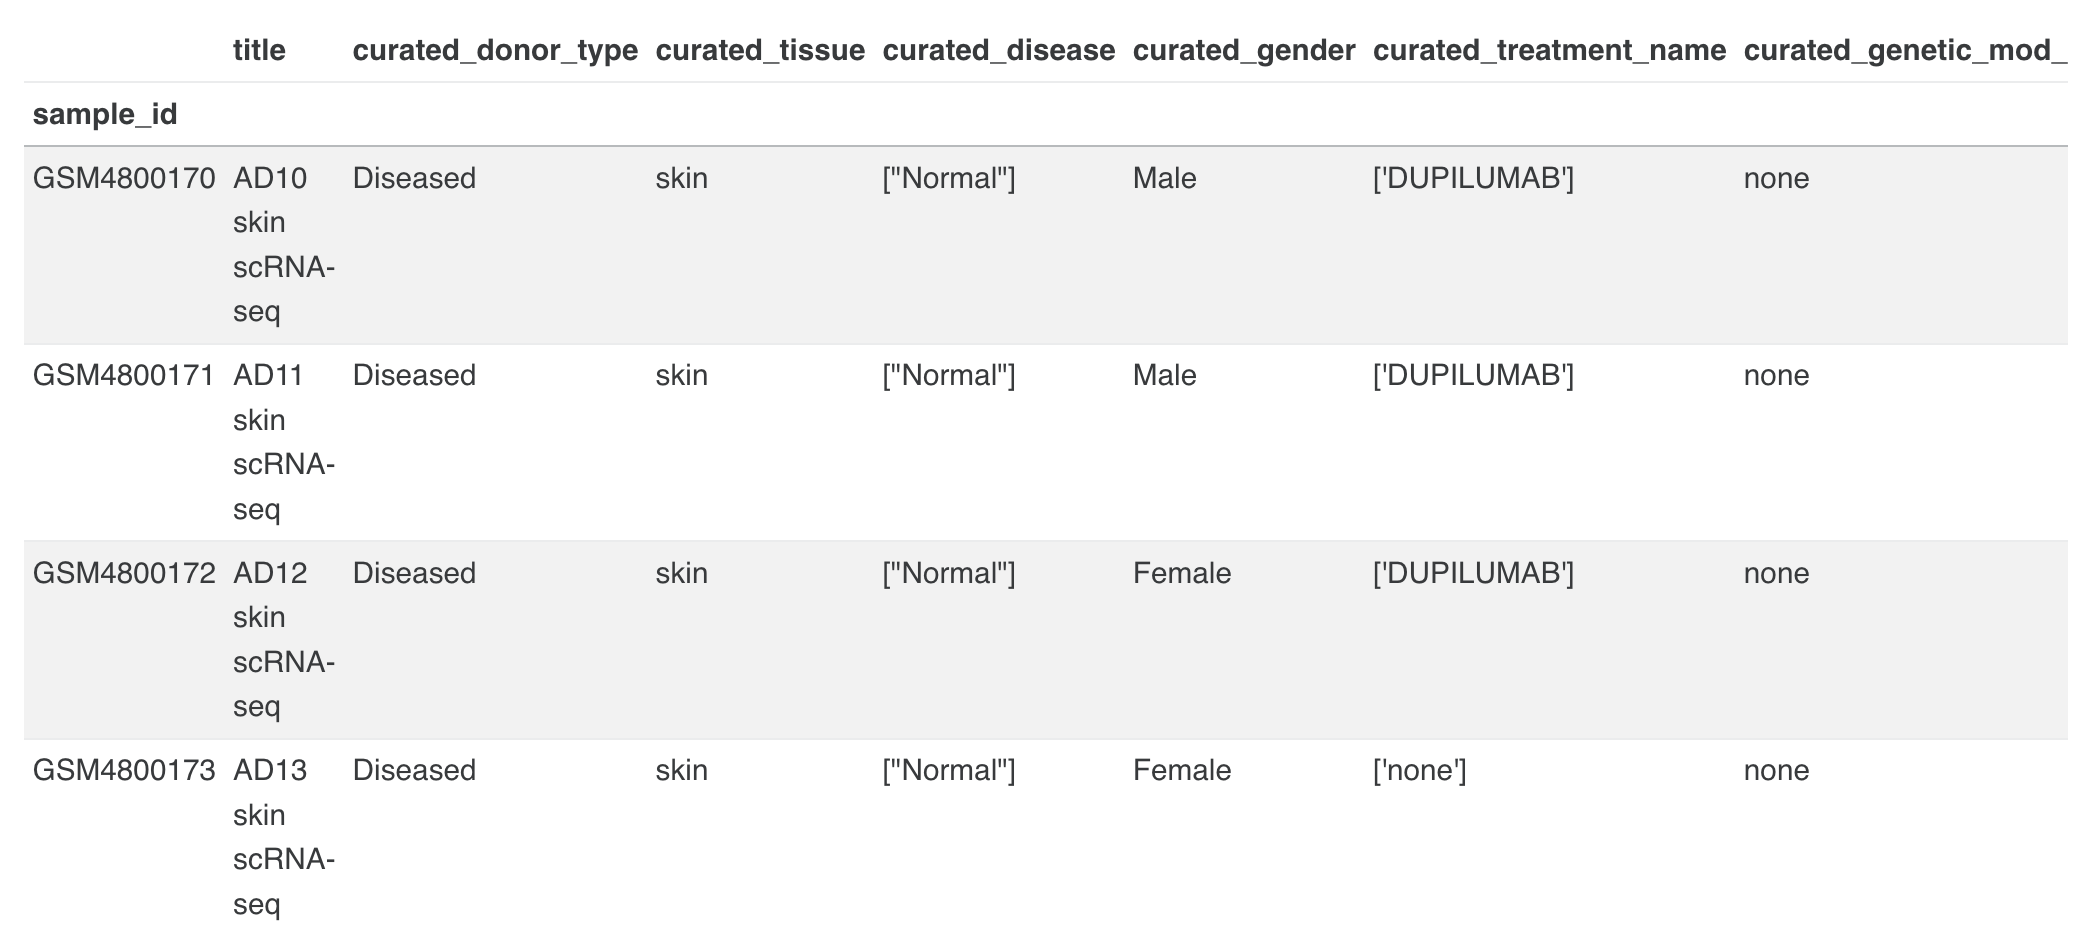 title curated_donor_type curated_tissue curated_disease curated_gender curated_treatment_name curated_genetic_mod_
sample_id
GSM4800170 AD10 Diseased skin ["Normal"] Male ['DUPILUMAB'] none
skin
scRNA-
seq
GSM4800171 AD11 Diseased skin ["Normal"] Male ['DUPILUMAB'] none
skin
scRNA-
seq
GSM4800172 AD12 Diseased skin ["Normal"] Female ['DUPILUMAB'] none
skin
scRNA-
seq
GSM4800173 AD13 Diseased skin ["Normal"] Female ['none'] none
skin
scRNA-
seq